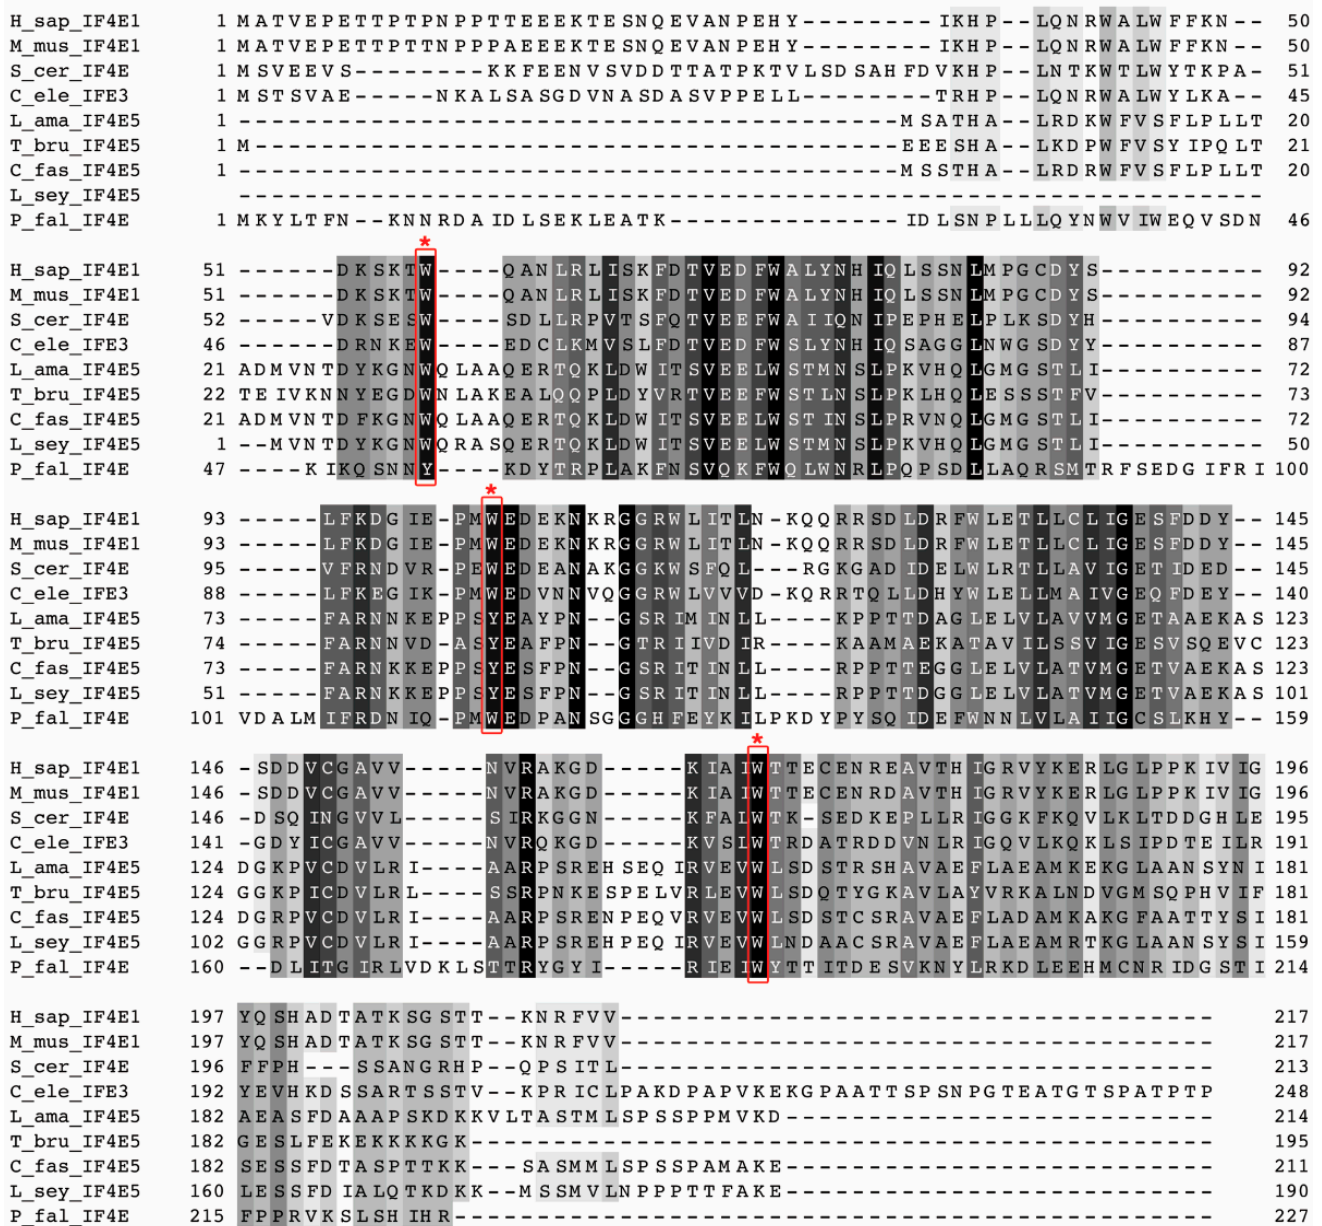 H_sap_IF4E1 1 MATVEPETTPTPNPPTTEEEKTESNQEVANPEHY--------IKHP--LQNRWALWFFKN-- 50
M_mus_IF4E1 1 MATVEPETTPTTNPPPAEEEKTESNQEVANPEHY--------IKHP--LQNRWALWFFKN-- 50
S_cer_IF4E 1 MSVEEVS--------KKFEENVSVDDTTATPKTVLSDSAHFDVKHP--LNTKWTLWYTKPA- 51
C_ele_IFE3 1 MSTSVAE-----NKALSASGDVNASDASVPPELL--------TRHP--LQNRWALWYLKA-- 45
L_ama_IF4E5 1 ----------------------------------------MSATHA--LRDKWFVSFLPLLT 20
T_bru_IF4E5 1 M---------------------------------------EEESHA--LKDPWFVSYIPQLT 21
C_fas_IF4E5 1 ----------------------------------------MSSTHA--LRDRWFVSFLPLLT 20
L_sey_IF4E5 --------------------------------------------------------------
P_fal_IF4E 1 MKYLTFN--KNNRDAIDLSEKLEATK--------------IDLSNPLLLQYNWVIWEQVSDN 46
*
H_sap_IF4E1 51 ------DKSKTW----QANLRLISKFDTVEDFWALYNHIQLSSNLMPGCDYS---------- 92
M_mus_IF4E1 51 ------DKSKTW----QANLRLISKFDTVEDFWALYNHIQLSSNLMPGCDYS---------- 92
S_cer_IF4E 52 -----VDKSESW----SDLLRPVTSFQTVEEFWAIIQNIPEPHELPLKSDYH---------- 94
C_ele_IFE3 46 ------DRNKEW----EDCLKMVSLFDTVEDFWSLYNHIQSAGGLNWGSDYY---------- 87
L_ama_IF4E5 21 ADMVNTDYKGNWQLAAQERTQKLDWITSVEELWSTMNSLPKVHQLGMGSTLI---------- 72
T_bru_IF4E5 22 TEIVKNNYEGDWNLAKEALQQPLDYVRTVEELWSTLNSLPKLHQLESSSTFV---------- 73
C_fas_IF4E5 21 ADMVNTDFKGNWQLAAQERTQKLDWITSVEELWSTINSLPRVNQLGMGSTLI---------- 72
L_sey_IF4E5 1 --MVNTDYKGNWQRASQERTQKLDWITSVEELWSTMNSLPKVHQLGMGSTLI---------- 50
P_fal_IF4E 47 ----KIKQSNNY----KDYTRPLAKFNSVQKFWQLWNRLPQPSDLLAQRSMTRFSEDGIFRI 100
*
H_sap_IF4E1 93 -----LFKDGIE-PMWEDEKNKRGGRWLITLN-KQQRRSDLDRFWLETLLCLIGESFDDY-- 145
M_mus_IF4E1 93 -----LFKDGIE-PMWEDEKNKRGGRWLITLN-KQQRRSDLDRFWLETLLCLIGESFDDY-- 145
S_cer_IF4E 95 -----VFRNDVR-PEWEDEANAKGGKWSFQL---RGKGADIDELWLRTLLAVIGETIDED-- 145
C_ele_IFE3 88 -----LFKEGIK-PMWEDVNNVQGGRWLVVVD-KQRRTQLLDHYWLELLMAIVGEQFDEY-- 140
L_ama_IF4E5 73 -----FARNNKEPPSYEAYPN--GSRIMINLL----KPPTTDAGLELVLAVVMGETAAEKAS 123
T_bru_IF4E5 74 -----FARNNVD-ASYEAFPN--GTRIIVDIR----KAAMAEKATAVILSSVIGESVSQEVC 123
C_fas_IF4E5 73 -----FARNKKEPPASYESFPN--GSRITINLL----RPPTTEGGLELVLATVMGETVAEKAS 123
L_sey_IF4E5 51 -----FARNKKEPPSYESFPN--GSRITINLL----RPPTTDGGLELVLATVMGETVAEKAS 101
P_fal_IF4E 101 VDALMIFRDNIQ-PMWEDPANSGGGHFEYKILPKDYPYSQIDEFWNNLVLAIIGCSLKHY-- 159
*
H_sap_IF4E1 146 -SDDVCGAVV-----NVRAKGD-----KIAIWTTECENREAVTHIGRVYKERLGLPPKIVIG 196
M_mus_IF4E1 146 -SDDVCGAVV-----NVRAKGD-----KIAIWTTECENRDAVTHIGRVYKERLGLPPKIVIG 196
S_cer_IF4E 146 -DSQINGVVL-----SIRKGGN-----KFALWTK-SEDKEPLLRIGGKFKQVLKLTDDGHLE 195
C_ele_IFE3 141 -GDYICGAVV-----NVRQKGD-----KVSLWTRDATRDDVNLRIGQVLKQKLSIPDTEILR 191
L_ama_IF4E5 124 DGKPVCDVLRI----AARPSREHSEQIRVEVWLSDSTRSHAVAEFLAEAMKEKGLAANSYNI 181
T_bru_IF4E5 124 GGKPICDVLRL----SSRPNKESPELVRLEVWLSDQTYGKAVLAYVRKALNDVGMSQPHVIF 181
C_fas_IF4E5 124 DGRPVCDVLRI----AARPSRENPEQVRVEVWLSDSTCSRAVAEFLADAMKAKGFAATTYSI 181
L_sey_IF4E5 102 GGRPVCDVLRI----AARPSREHPEQIRVEVWLNDAACSRAVAEFLAEAMRTKGLAANSYSI 159
P_fal_IF4E 160 --DLITGIRLVDKLSTTRYGYI-----RIEIWYTTITDESVKNYLRKDLEEHMCNRIDGSTI 214
H_sap_IF4E1 197 YQSHADTATKSGSTT--KNRFVV------------------------------------ 217
M_mus_IF4E1 197 YQSHADTATKSGSTT--KNRFVV------------------------------------ 217
S_cer_IF4E 196 FFPH---SSANGRHP--QPSITL------------------------------------ 213
C_ele_IFE3 192 YEVHKDSSARTSSTV--KPRICLPAKDPAPVKEKGPAATTSPSNPGTEATGTSPATPTP 248
L_ama_IF4E5 182 AEASFDAAAPSKDKKVLTASTMLSPSSPPMVKD-------------------------- 214
T_bru_IF4E5 182 GESLFEKEKKKKGK--------------------------------------------- 195
C_fas_IF4E5 182 SESSFDTASPTTKK---SASMMLSPSSPAMAKE-------------------------- 211
L_sey_IF4E5 160 LESSFDIALQTKDKK--MSSMVLNPPPTTFAKE-------------------------- 190
P_fal_IF4E 215 FPPRVKSLSHIHR---------------------------------------------- 227